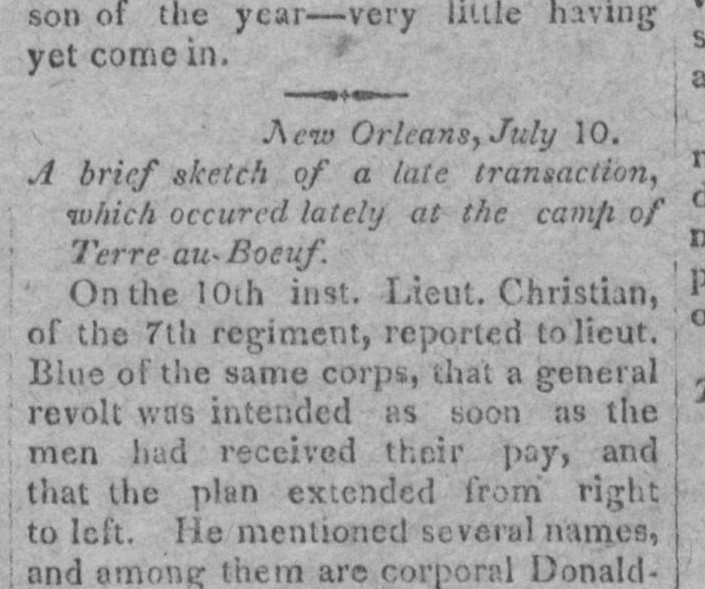 son of the year—very little having
yet come in.
New Orleans, July 10.
A brief sketch of a late transaction,
which occured lately at the camp of
Terre au-Boeuf.
On the 10th inst. Lieut. Christian,
of the 7th regiment, reported to lieut.
Blue of the same corps, that a general
revolt was intended as soon as the
men had received their pay, and
that the plan extended from right
to left. He mentioned several names,
and among them are corporal Donald-